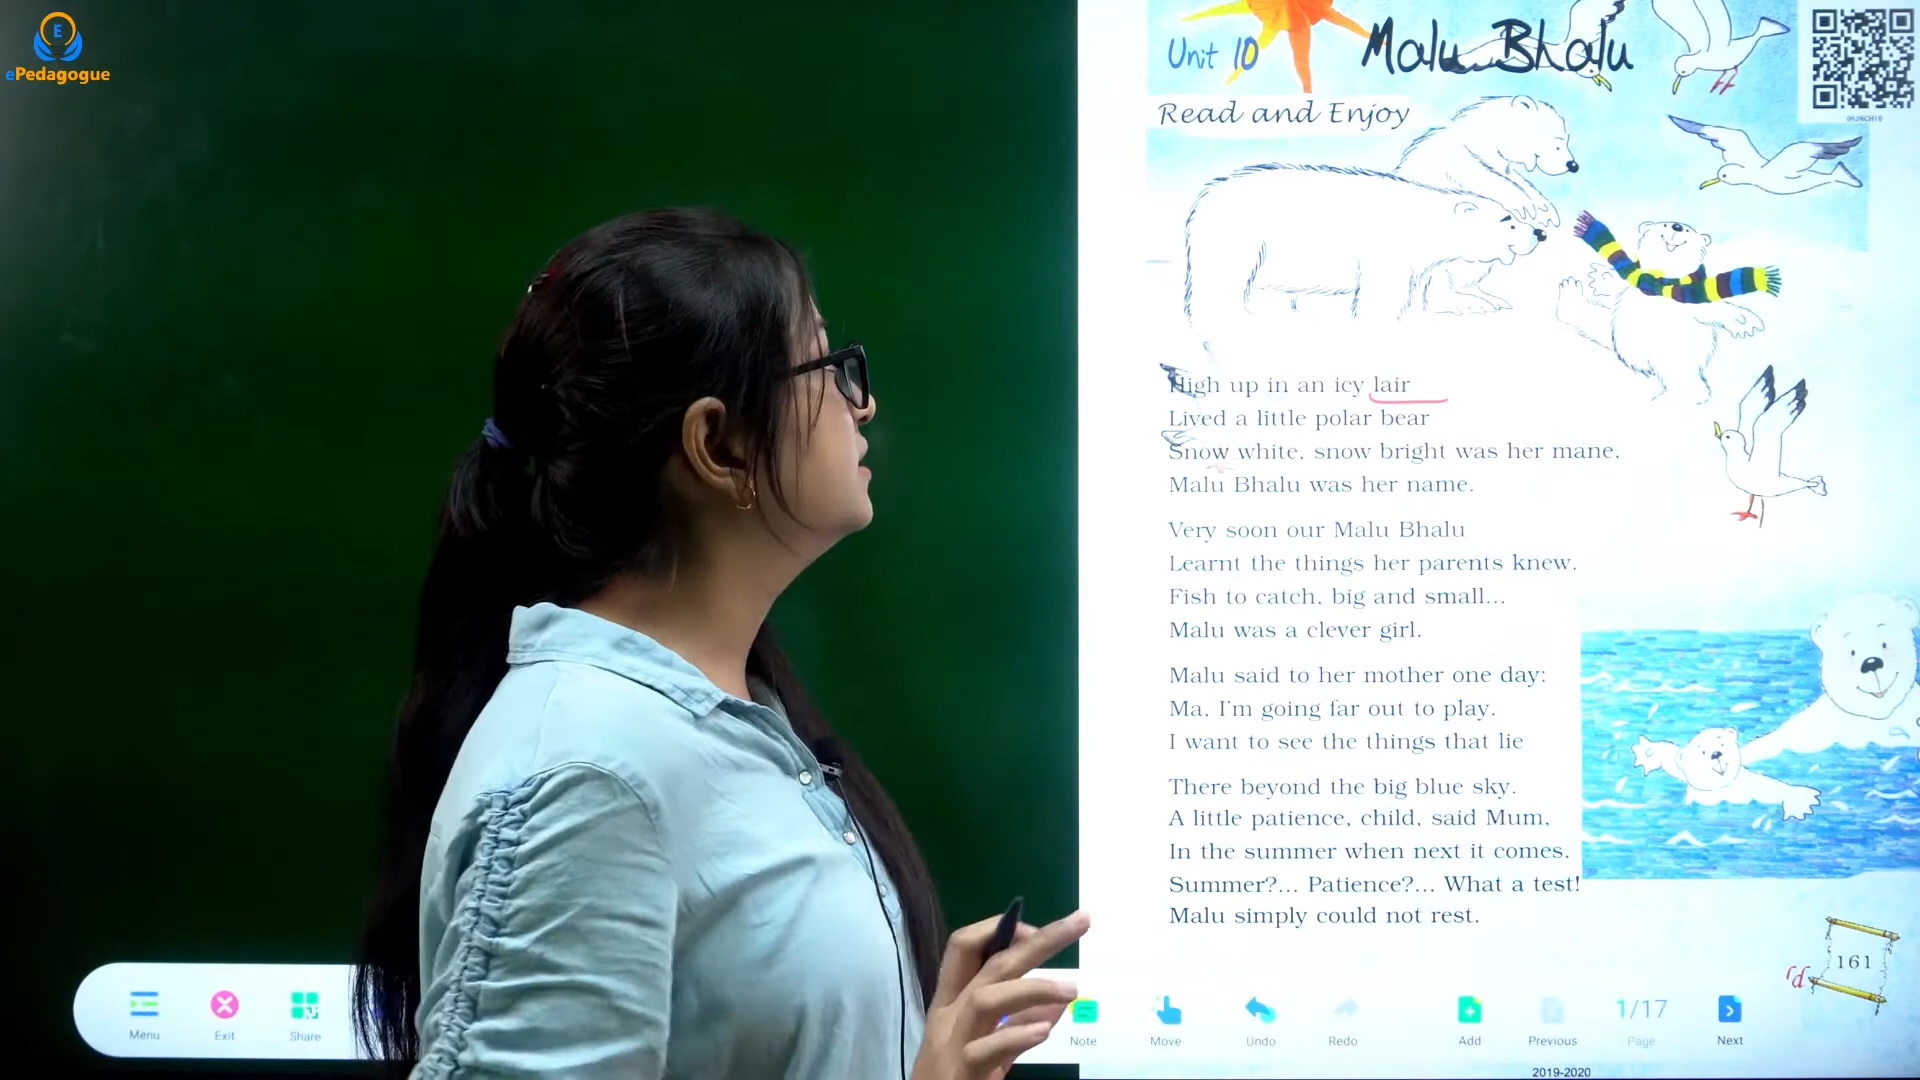 E
ePedagogue
Unit 10
Malu Bhalu
0526CH10
Read and Enjoy
High up in an icy lair
Lived a little polar bear
Snow white, snow bright was her mane,
Malu Bhalu was her name.
Very soon our Malu Bhalu
Learnt the things her parents knew.
Fish to catch, big and small...
Malu was a clever girl.
Malu said to her mother one day:
Ma, I'm going far out to play.
I want to see the things that lie
There beyond the big blue sky.
A little patience, child, said Mum,
In the summer when next it comes.
Summer?... Patience?... What a test!
Malu simply could not rest.
161
Menu
Exit
Share
Note
Move
Undo
Redo
Add
Previous
1/17
Page
Next
2019-2020